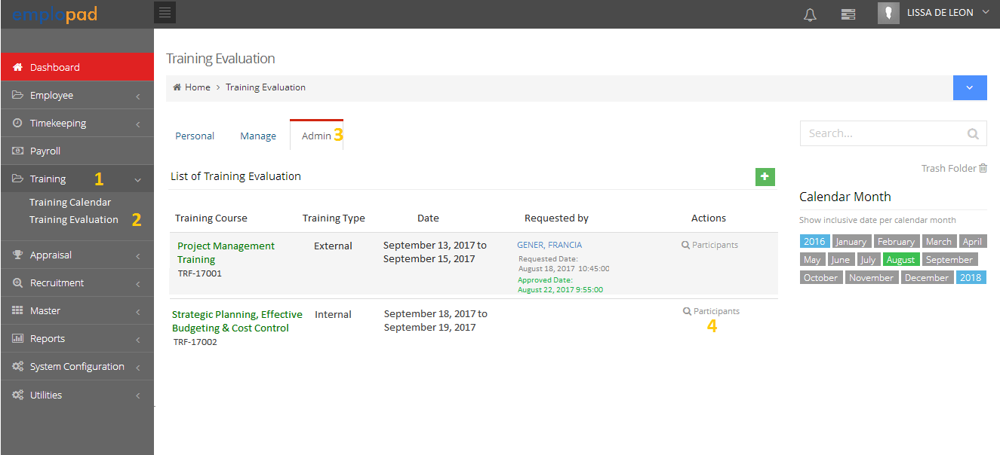 emplopad
LISSA DE LEON
Dashboard
Employee
Timekeeping
Payroll
Training 1
Training Calendar
Training Evaluation 2
Appraisal
Recruitment
Master
Reports
System Configuration
Utilities
Training Evaluation
Home > Training Evaluation
Personal Manage Admin 3
List of Training Evaluation
Training Course Training Type Date Requested by Actions
Project Management
Training
TRF-17001
External
September 13, 2017 to
September 15, 2017
GENER, FRANCIA
Requested Date:
August 18, 2017 10:45:00
Approved Date:
August 22, 2017 9:55:00
Participants
Strategic Planning, Effective
Budgeting & Cost Control
TRF-17002
Internal
September 18, 2017 to
September 19, 2017
Participants
4
Search...
Trash Folder
Calendar Month
Show inclusive date per calendar month
2016 January February March April
May June July August September
October November December 2018